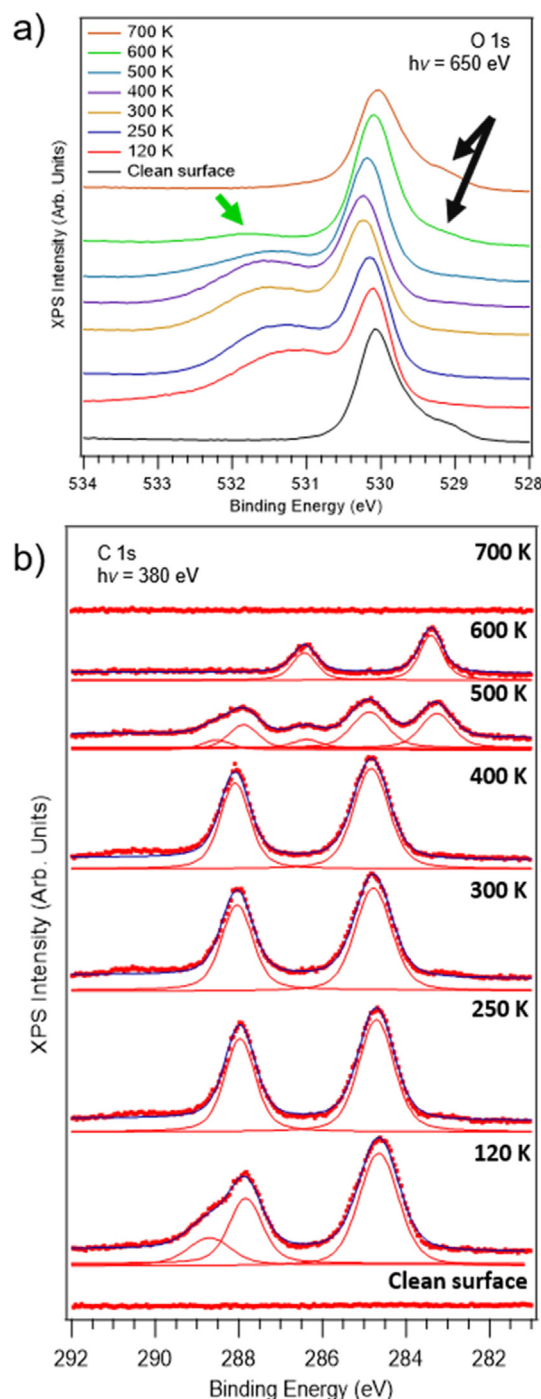 a)
700 K
600 K
500 K
400 K
300 K
250 K
120 K
Clean surface
O 1s
hν = 650 eV
XPS Intensity (Arb. Units)
534 533 532 531 530 529 528
Binding Energy (eV)
b)
C 1s
hν = 380 eV
700 K
600 K
500 K
400 K
300 K
250 K
120 K
Clean surface
XPS Intensity (Arb. Units)
292 290 288 286 284 282
Binding Energy (eV)